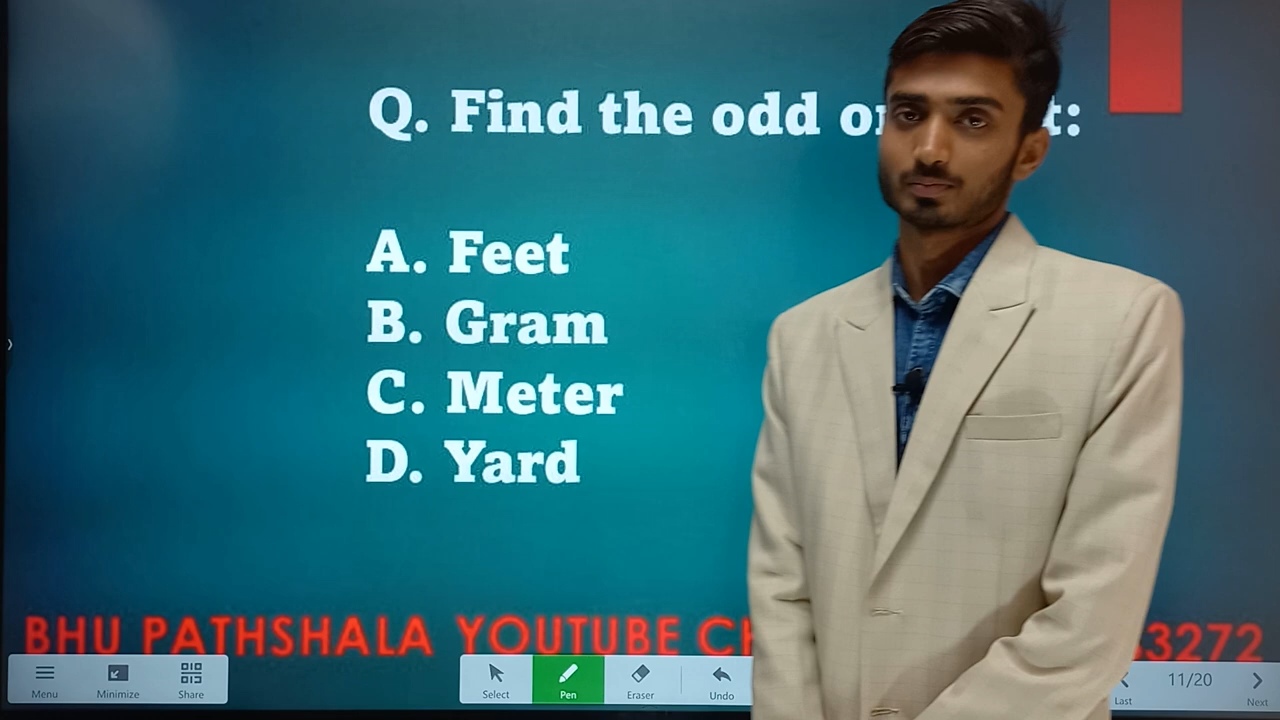 Q. Find the odd
A. Feet
B. Gram
C. Meter
D. Yard
BHU PATHSHALA YOUTUBE 3272
Menu Minimize Share Select Pen Eraser Undo Last 11/20 Next